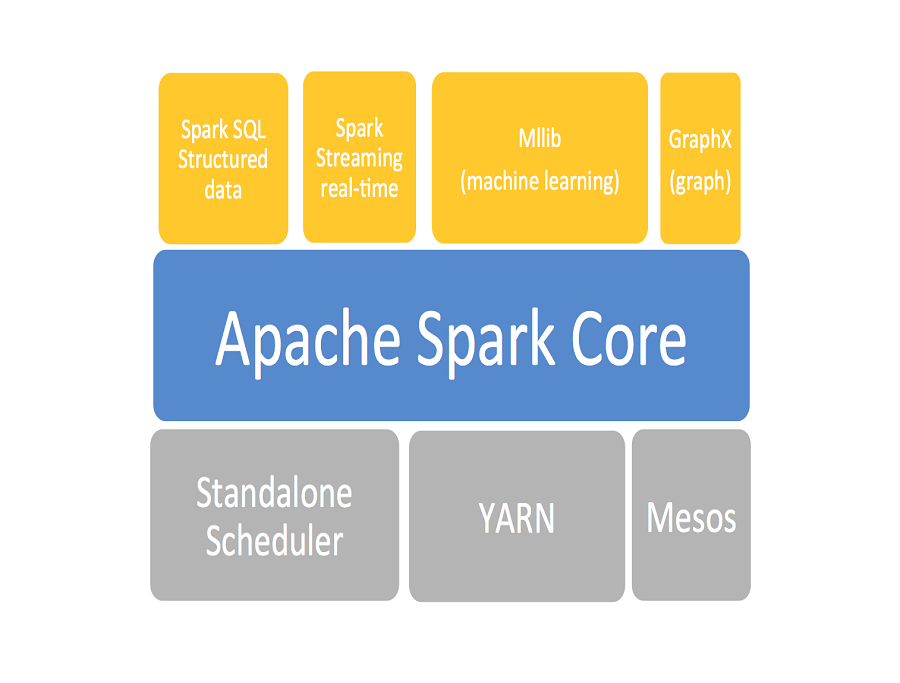 Spark SQL
Structured
data
Spark
Streaming
real-time
Mllib
(machine learning)
GraphX
(graph)
Apache Spark Core
Standalone
Scheduler
YARN
Mesos